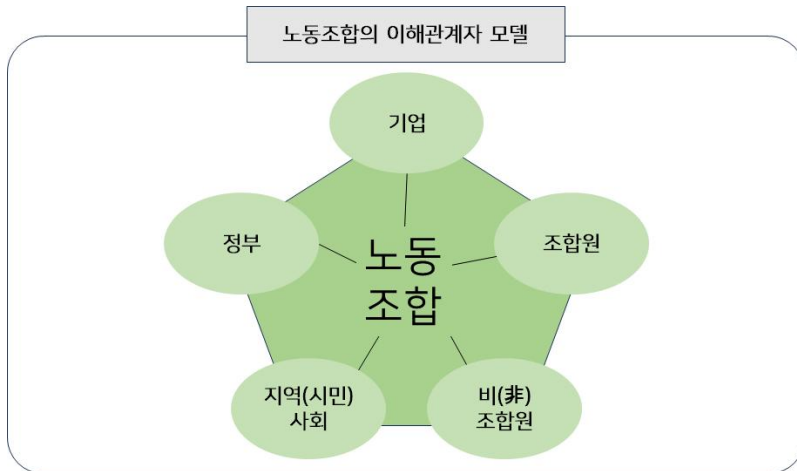 노동조합의 이해관계자 모델
기업
정부
조합원
노동
조합
지역(시민)
사회
비(非)
조합원